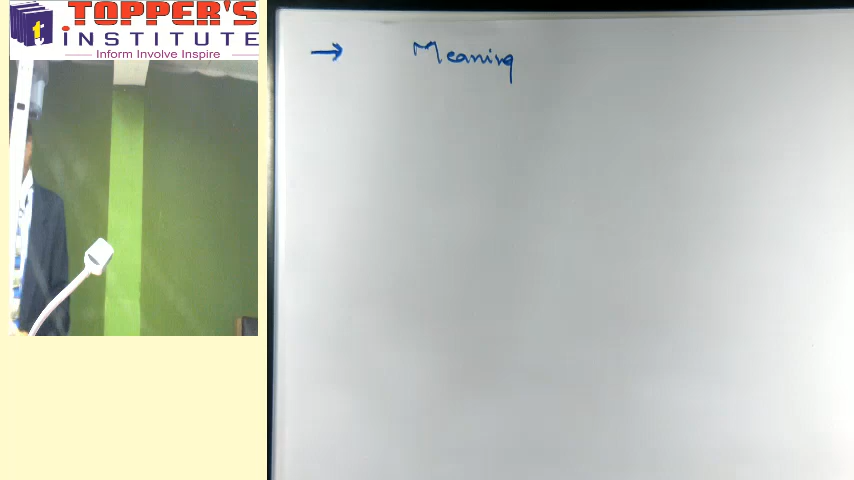 TOPPER'S
INSTITUTE
Inform Involve Inspire
t
→ Meaning